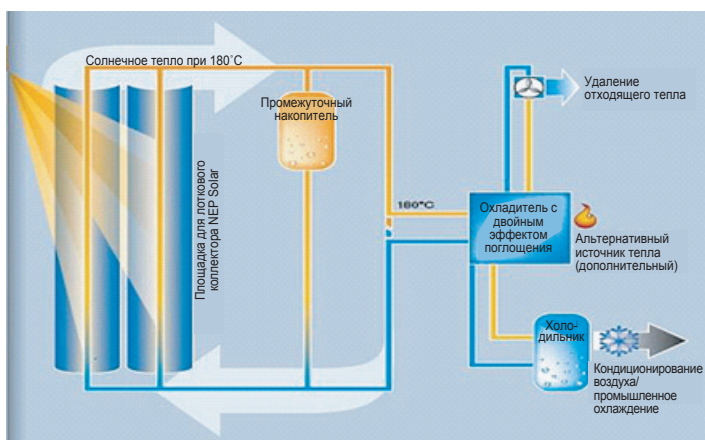 Солнечное тепло при 180˚C
Промежуточный
накопитель
Площадка для лоткового
коллектора NEP Solar
180°C
Удаление
отходящего тепла
Охладитель с
двойным
эффектом
поглощения
Альтернативный
источник тепла
(дополнительный)
Холо-
дильник
Кондиционирование
воздуха/
промышленное
охлаждение